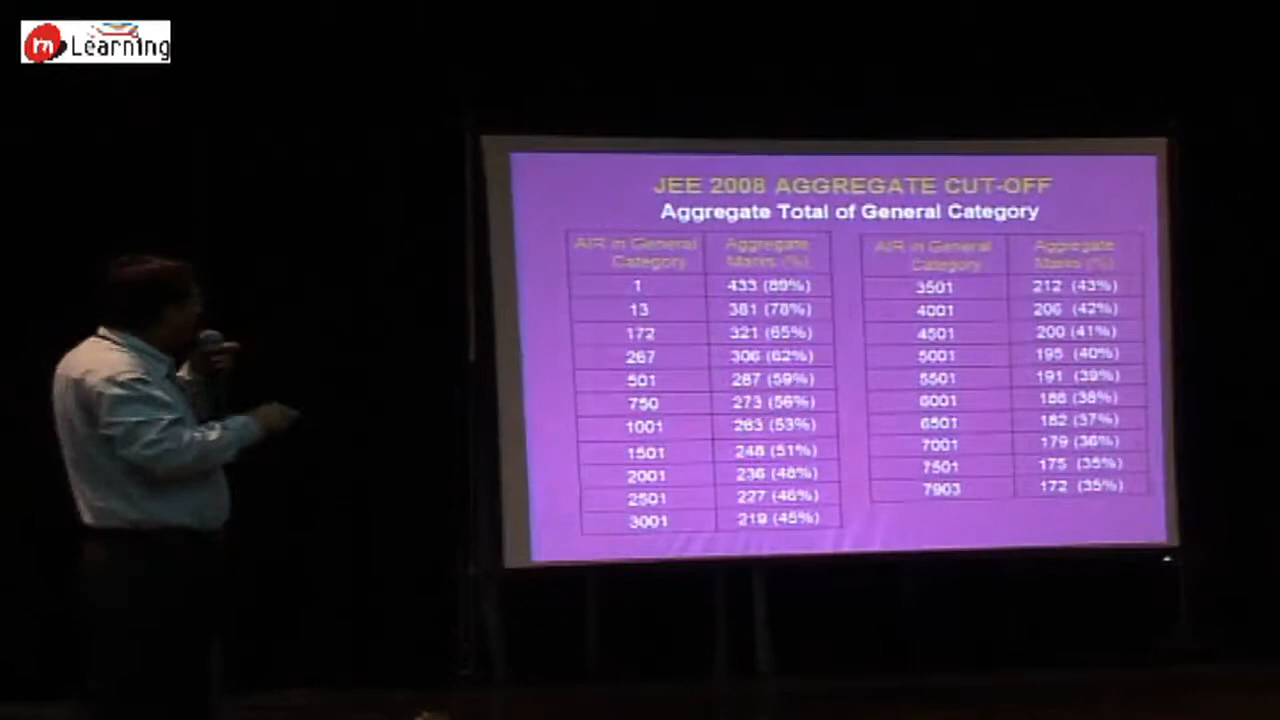 m Learning
JEE 2008 AGGREGATE CUT-OFF
Aggregate Total of General Category
AIR in General Category Aggregate Marks (%)
1 433 (89%)
13 381 (78%)
172 321 (65%)
267 306 (62%)
501 287 (59%)
750 273 (56%)
1001 263 (53%)
1501 248 (51%)
2001 236 (48%)
2501 227 (46%)
3001 219 (45%)
AIR in General Category Aggregate Marks (%)
3501 212 (43%)
4001 206 (42%)
4501 200 (41%)
5001 195 (40%)
5501 191 (39%)
6001 186 (38%)
6501 182 (37%)
7001 179 (36%)
7501 175 (35%)
7903 172 (35%)